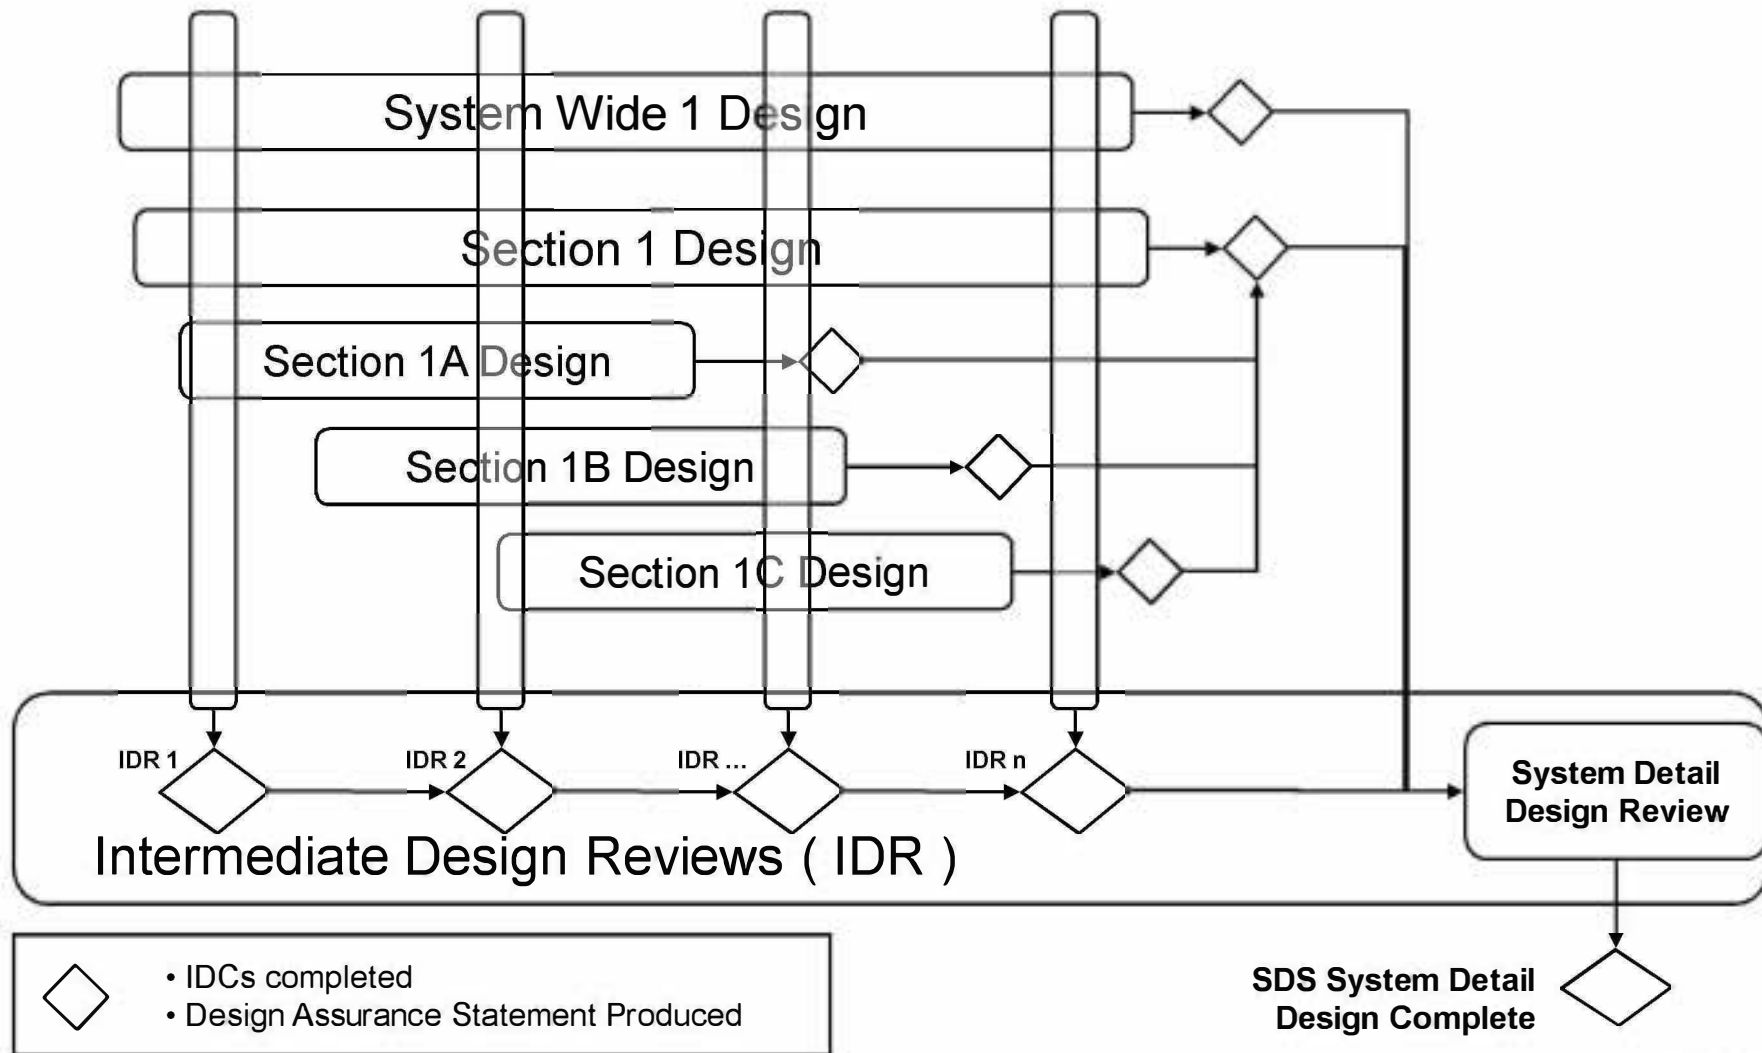 System Wide 1 Design
Section 1 Design
Section 1A Design
Section 1B Design
Section 1C Design
IDR 1
IDR 2
IDR ...
IDR n
System Detail
Design Review
Intermediate Design Reviews ( IDR )
• IDCs completed
• Design Assurance Statement Produced
SDS System Detail
Design Complete